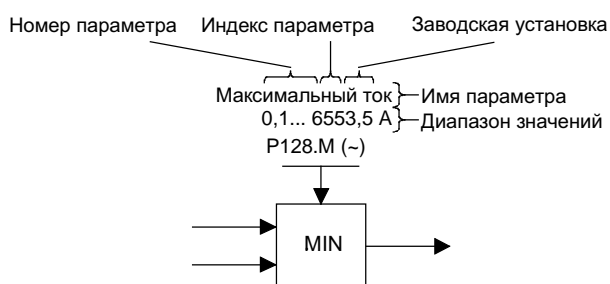 Номер параметра Индекс параметра Заводская установка
Максимальный ток Имя параметра
0,1... 6553,5 A Диапазон значений
P128.M (~)
MIN